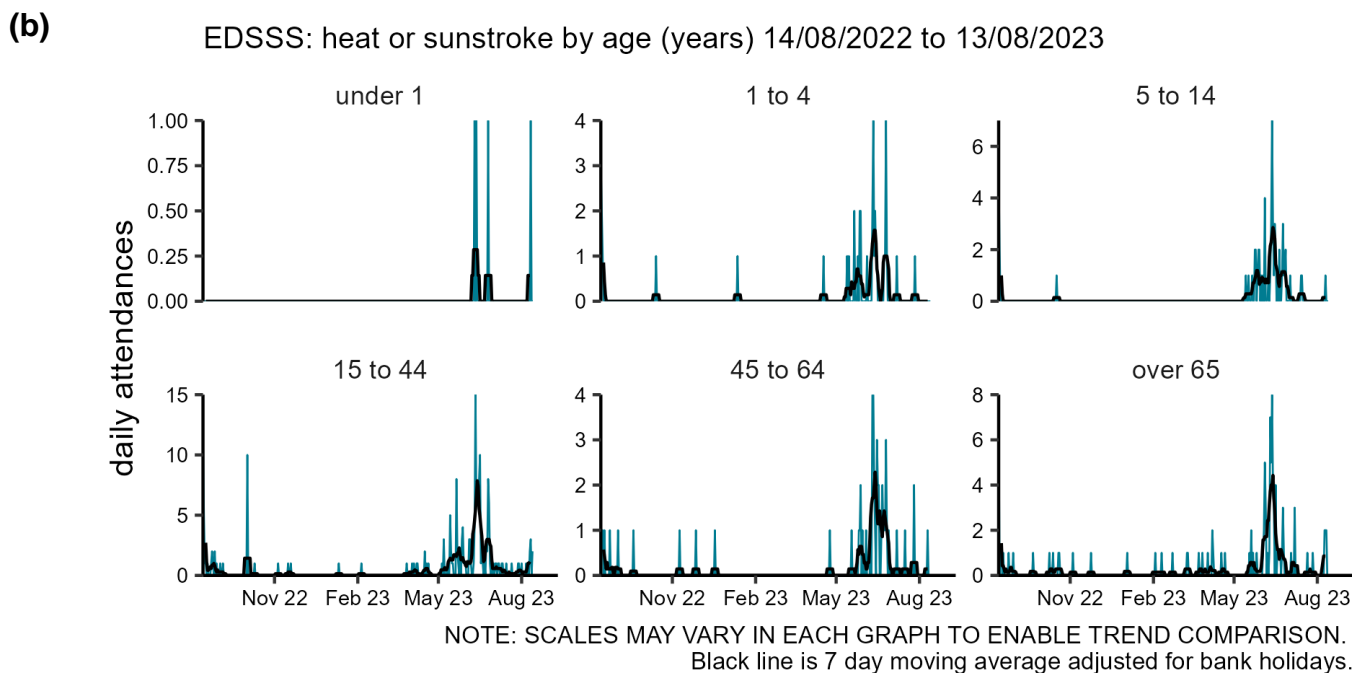 (b)
EDSSS: heat or sunstroke by age (years) 14/08/2022 to 13/08/2023
daily attendances
under 1
1.00
0.75
0.50
0.25
0.00
1 to 4
4
3
2
1
0
5 to 14
6
4
2
0
15 to 44
15
10
5
0
Nov 22 Feb 23 May 23 Aug 23
45 to 64
4
3
2
1
0
Nov 22 Feb 23 May 23 Aug 23
over 65
8
6
4
2
0
Nov 22 Feb 23 May 23 Aug 23
NOTE: SCALES MAY VARY IN EACH GRAPH TO ENABLE TREND COMPARISON.
Black line is 7 day moving average adjusted for bank holidays.